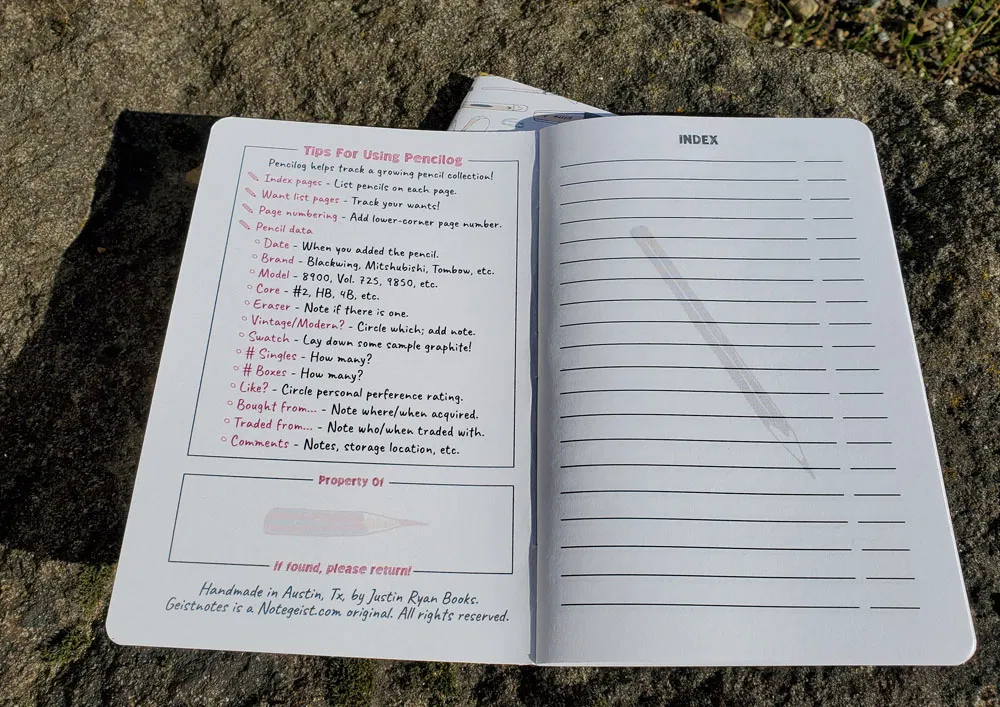 Tips For Using Pencilog
Pencilog helps track a growing pencil collection!
Index pages - List pencils on each page.
Want list pages - Track your wants!
Page numbering - Add lower-corner page number.
Pencil data
Date - When you added the pencil.
Brand - Blackwing, Mitshubishi, Tombow, etc.
Model - 8900, Vol. 725, 9850, etc.
Core - #2, HB, 4B, etc.
Eraser - Note if there is one.
Vintage/Modern? - Circle which; add note.
Swatch - Lay down some sample graphite!
# Singles - How many?
# Boxes - How many?
Like? - Circle personal perference rating.
Bought from... - Note where/when acquired.
Traded from... - Note who/when traded with.
Comments - Notes, storage location, etc.
Property Of
If found, please return!
Handmade in Austin, Tx, by Justin Ryan Books.
Geistnotes is a Notegeist.com original. All rights reserved.
INDEX